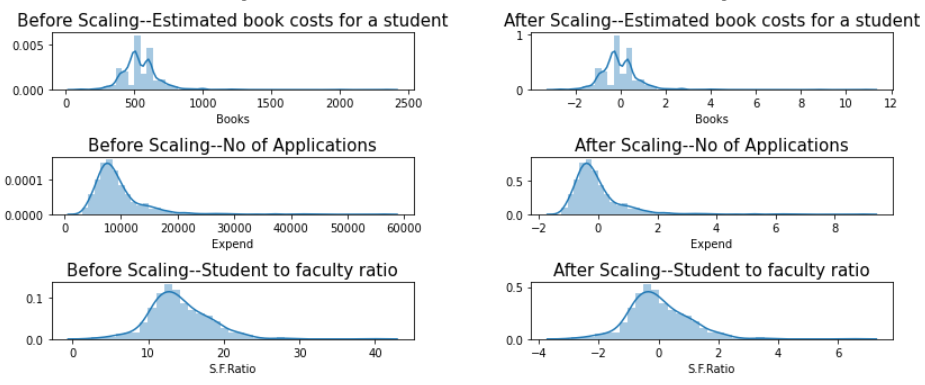 Before Scaling--Estimated book costs for a student
0.005
0.000
0 500 1000 1500 2000 2500
Books
After Scaling--Estimated book costs for a student
1
0
−2 0 2 4 6 8 10 12
Books
Before Scaling--No of Applications
0.0001
0.0000
0 10000 20000 30000 40000 50000 60000
Expend
After Scaling--No of Applications
0.5
0.0
−2 0 2 4 6 8
Expend
Before Scaling--Student to faculty ratio
0.1
0.0
0 10 20 30 40
S.F.Ratio
After Scaling--Student to faculty ratio
0.5
0.0
−4 −2 0 2 4 6
S.F.Ratio